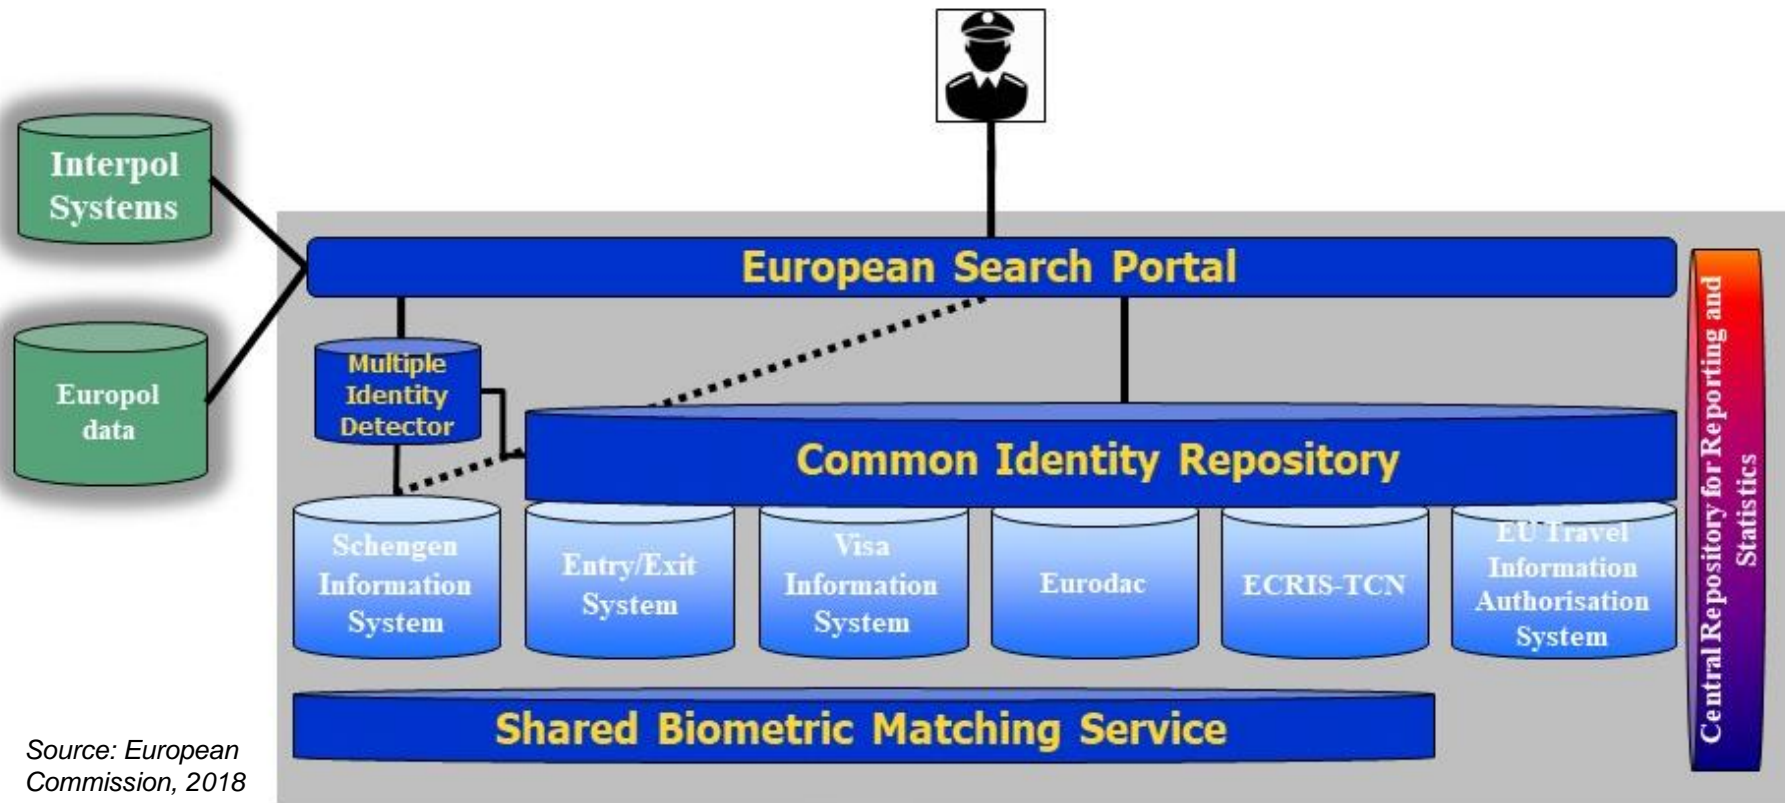 Interpol
Systems
European Search Portal
Europol
data
Multiple
Identity
Detector
Common Identity Repository
Schengen
Information
System
Entry/Exit
System
Visa
Information
System
Eurodac
ECRIS-TCN
EU Travel
Information
Authorisation
System
Shared Biometric Matching Service
Central Repository for Reporting and
Statistics
Source: European
Commission, 2018